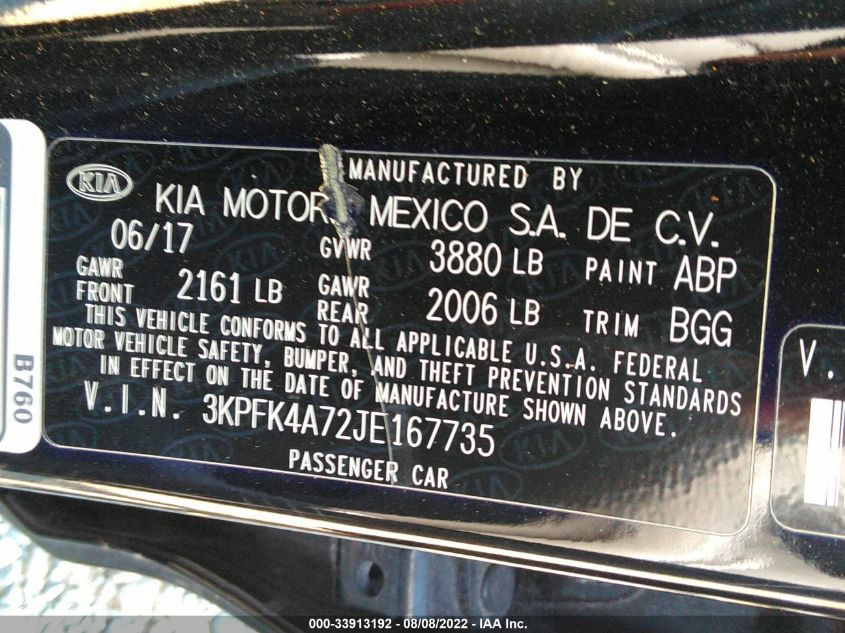 MANUFACTURED BY
KIA
KIA MOTORS MEXICO S.A. DE C.V.
06/17 GVWR 3880 LB PAINT ABP
GAWR FRONT 2161 LB GAWR REAR 2006 LB TRIM BGG
THIS VEHICLE CONFORMS TO ALL APPLICABLE U.S.A. FEDERAL
MOTOR VEHICLE SAFETY, BUMPER, AND THEFT PREVENTION STANDARDS
IN EFFECT ON THE DATE OF MANUFACTURE SHOWN ABOVE.
V.I.N. 3KPFK4A72JE167735
PASSENGER CAR
B760
V.
000-33913192 - 08/08/2022 - IAA Inc.